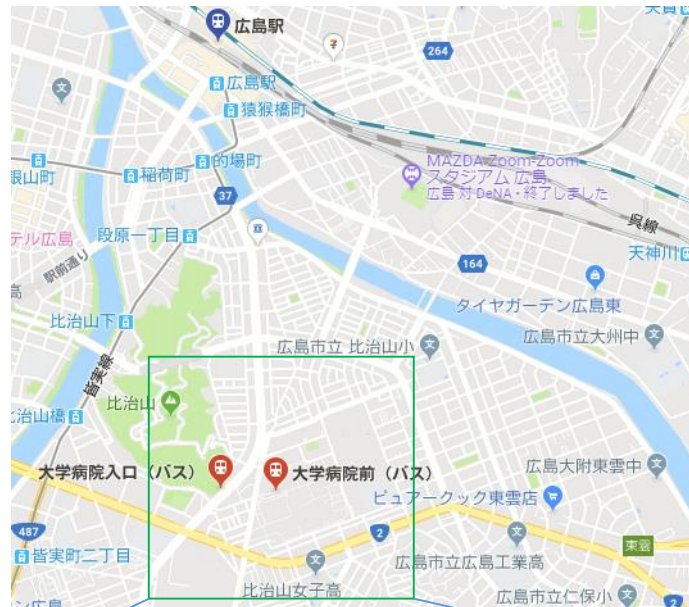 広島駅
264
広島駅
猿猴橋町
的場町
稲荷町
銀山町
MAZDA Zoom-Zoom
スタジアム 広島
広島 対 DeNA・終了しました
37
呉線
天神川
テル広島
段原一丁目
駅前通り
高
164
タイヤガーデン広島東
比治山下
広島市立 比治山小
広島市立大州中
皆実線
比治山
比治山橋
大学病院入口（バス）
大学病院前（バス）
広島大附東雲中
ピュアークック東雲店
487
2
皆実町二丁目
広島市立広島工業高
東雲
比治山女子高
広島市立仁保小
2